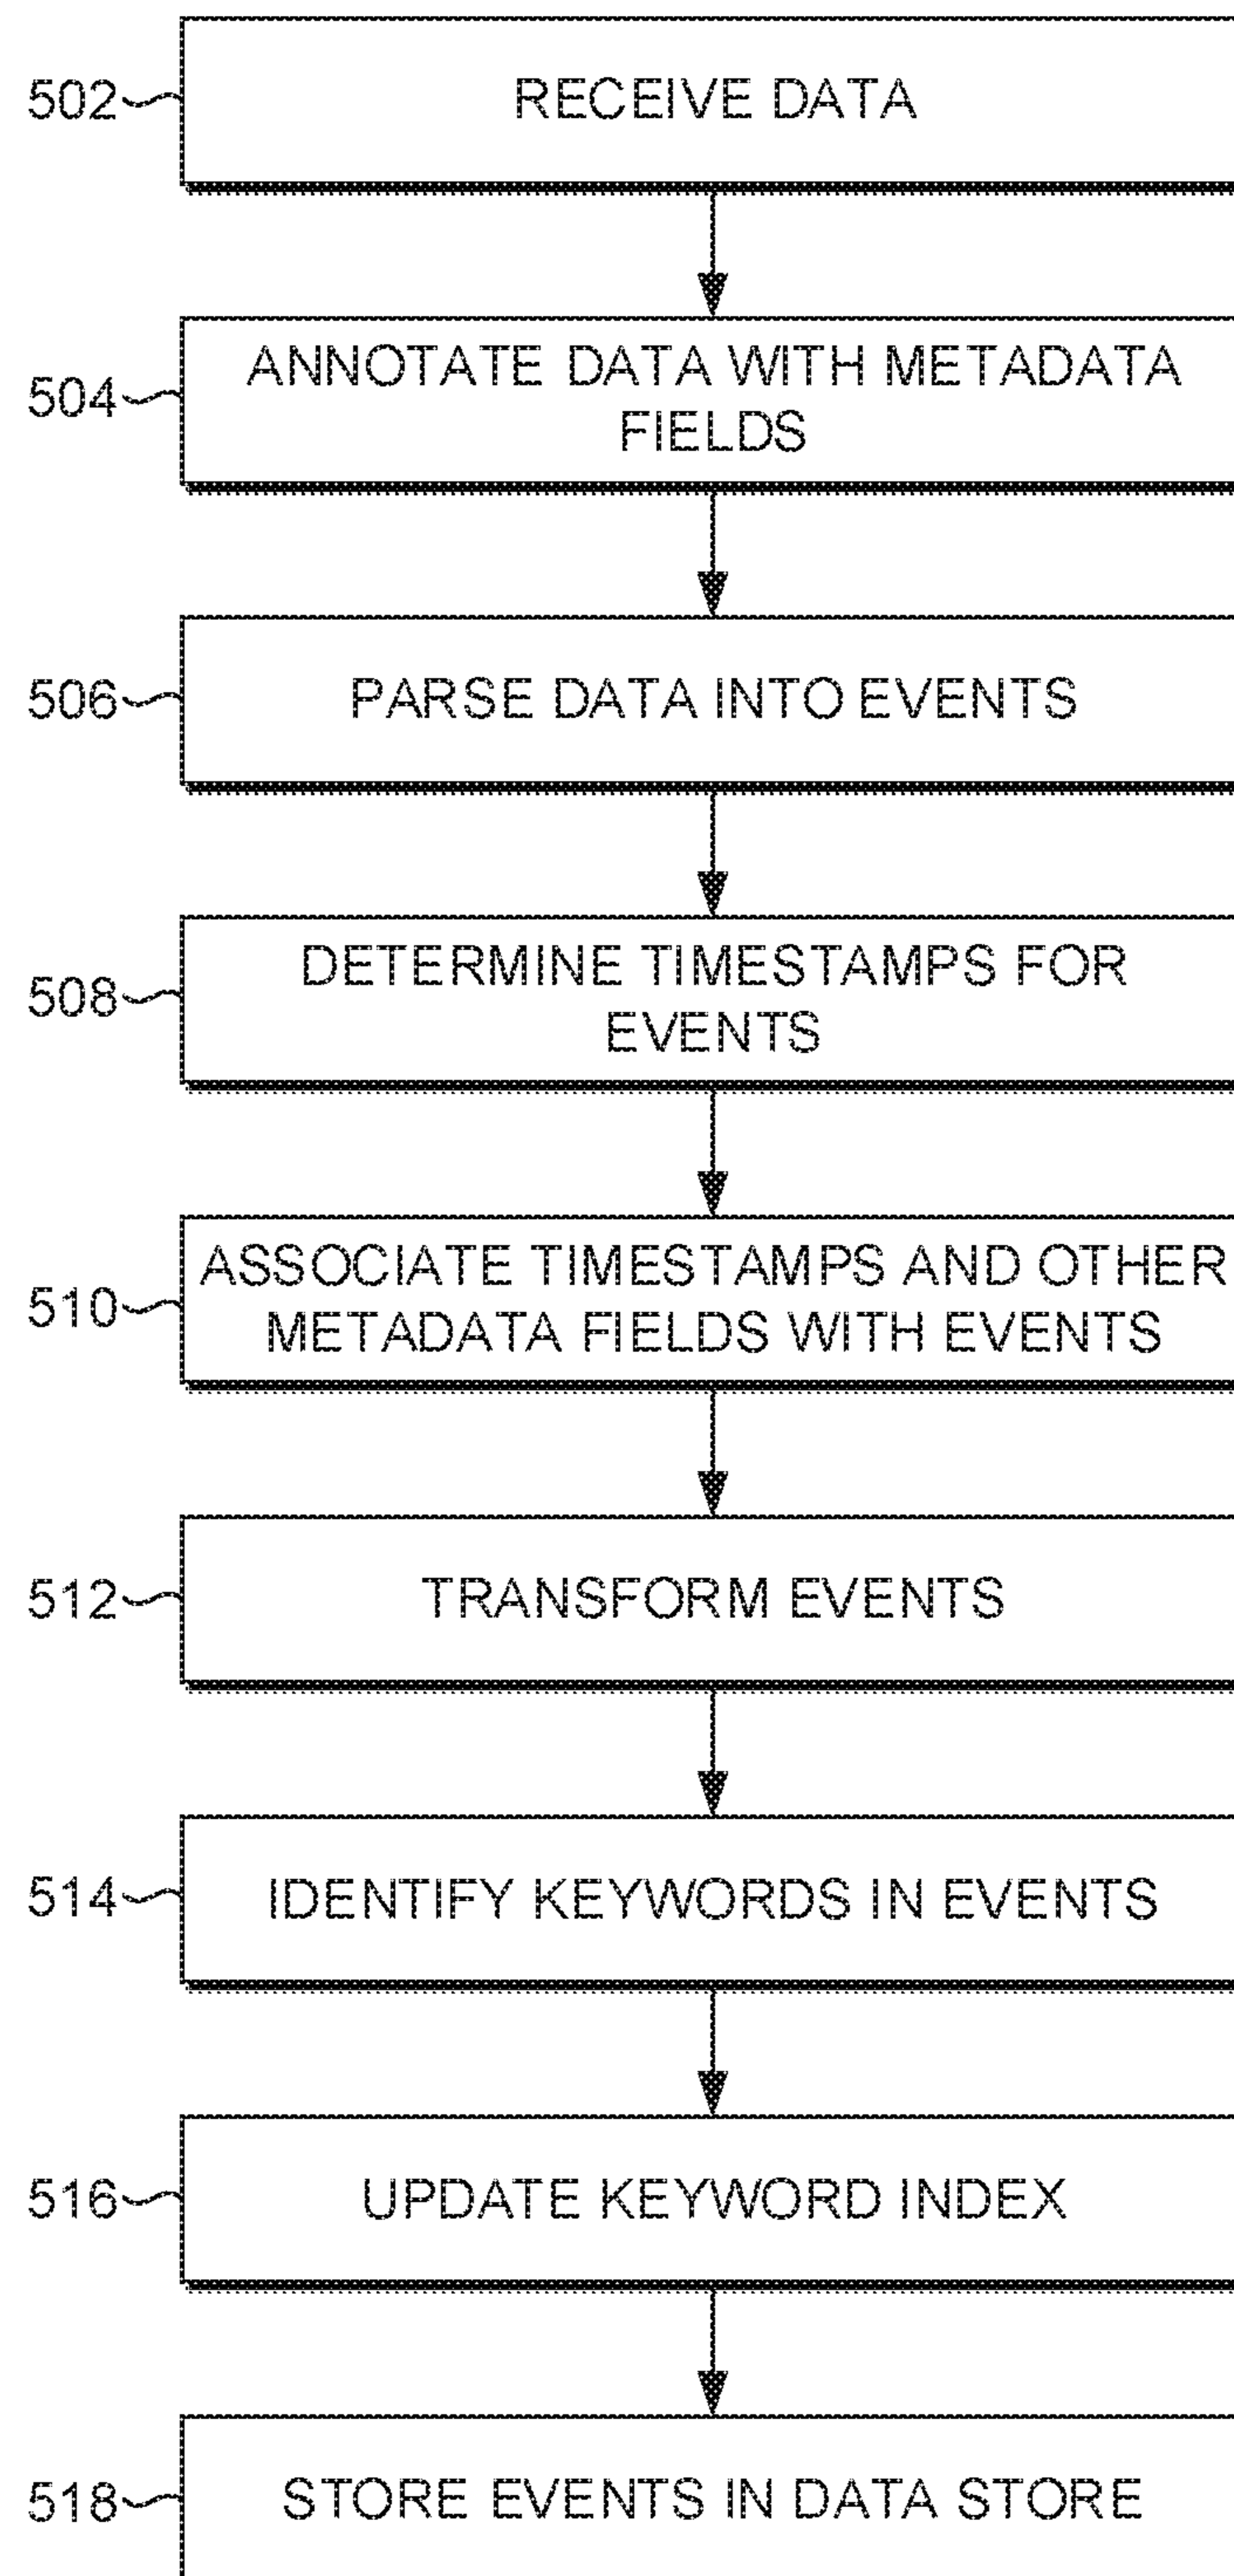 502
RECEIVE DATA
504
ANNOTATE DATA WITH METADATA
FIELDS
506
PARSE DATA INTO EVENTS
508
DETERMINE TIMESTAMPS FOR
EVENTS
510
ASSOCIATE TIMESTAMPS AND OTHER
METADATA FIELDS WITH EVENTS
512
TRANSFORM EVENTS
514
IDENTIFY KEYWORDS IN EVENTS
516
UPDATE KEYWORD INDEX
518
STORE EVENTS IN DATA STORE